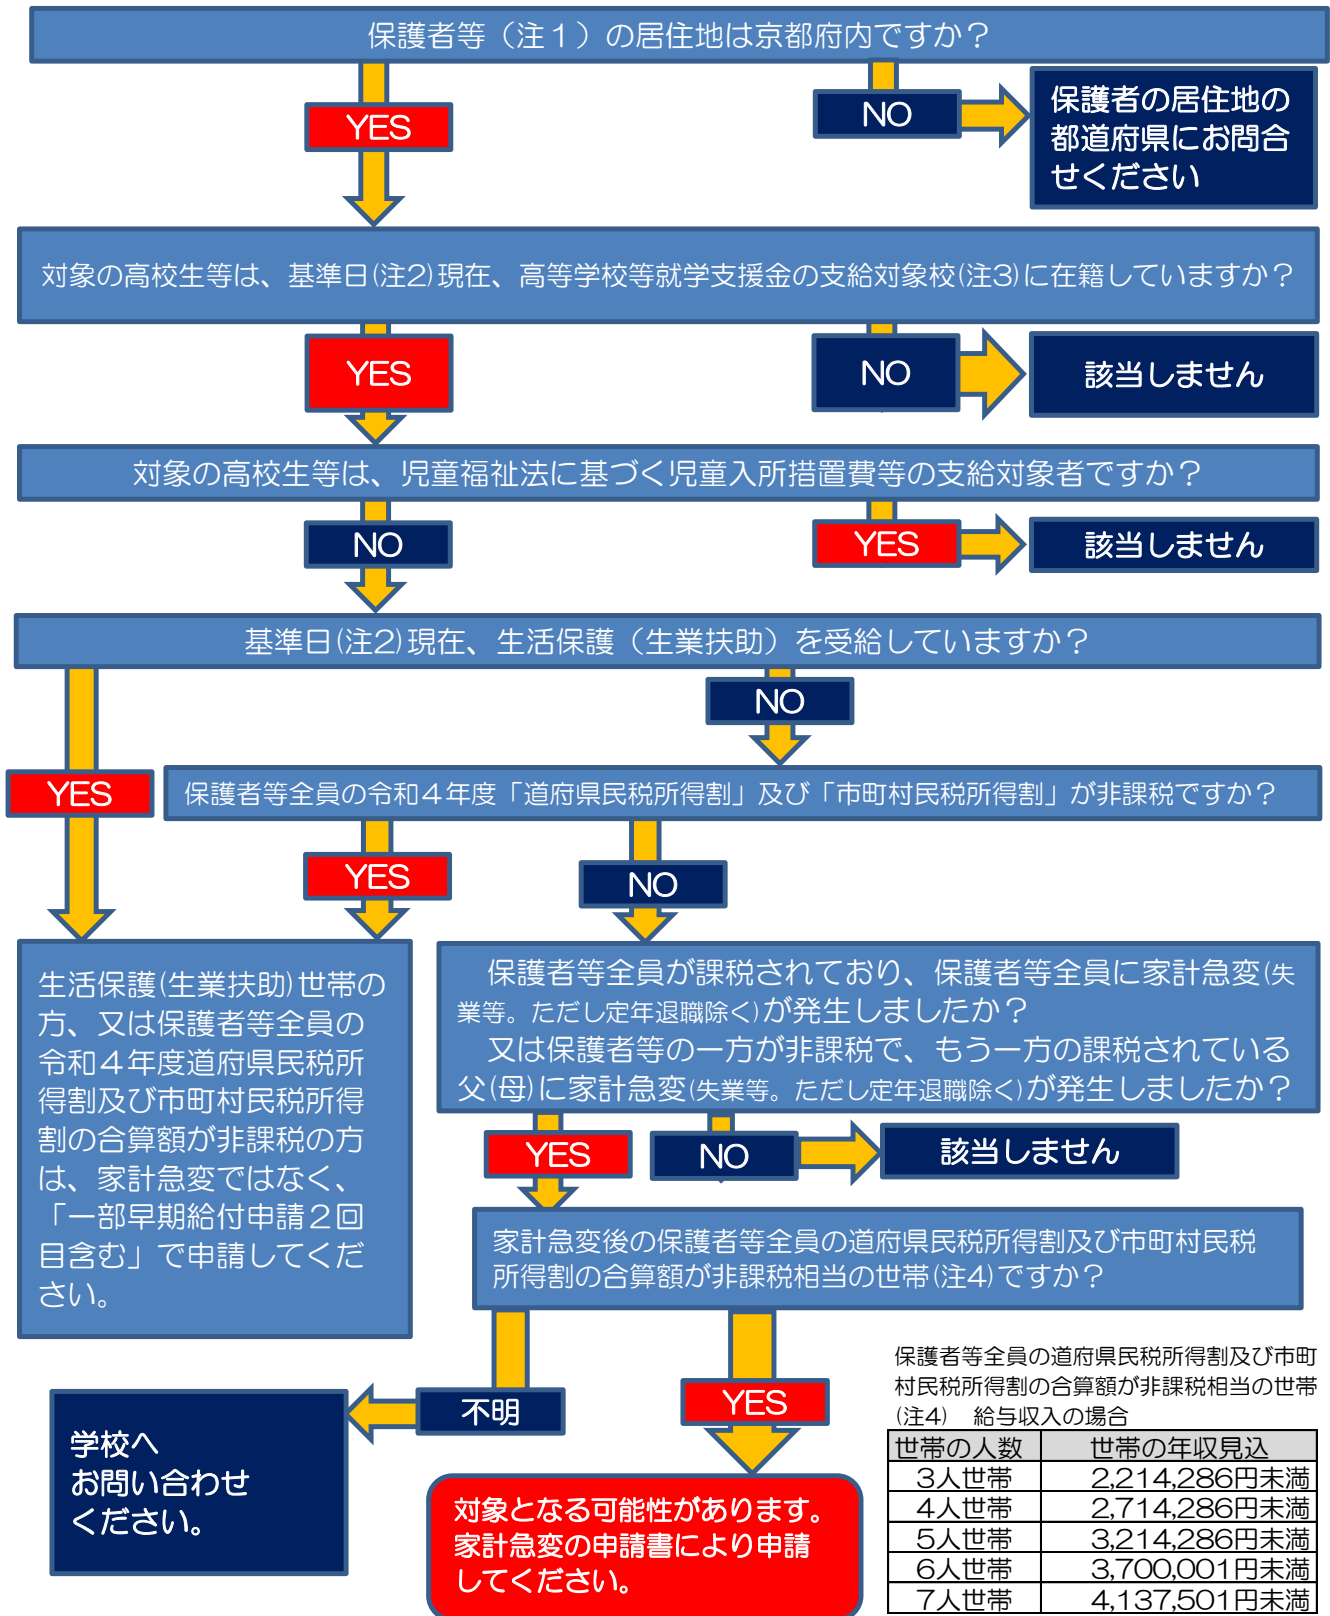 保護者等（注１）の居住地は京都府内ですか？
YES
NO
保護者の居住地の
都道府県にお問合
せください
対象の高校生等は、基準日(注2)現在、高等学校等就学支援金の支給対象校(注3)に在籍していますか？
YES
NO
該当しません
対象の高校生等は、児童福祉法に基づく児童入所措置費等の支給対象者ですか？
NO
YES
該当しません
基準日(注2)現在、生活保護（生業扶助）を受給していますか？
NO
YES
保護者等全員の令和４年度「道府県民税所得割」及び「市町村民税所得割」が非課税ですか？
YES
NO
生活保護(生業扶助)世帯の
方、又は保護者等全員の
令和４年度道府県民税所
得割及び市町村民税所得
割の合算額が非課税の方
は、家計急変ではなく、
「一部早期給付申請２回
目含む」で申請してくだ
さい。
保護者等全員が課税されており、保護者等全員に家計急変(失
業等。ただし定年退職除く)が発生しましたか？
又は保護者等の一方が非課税で、もう一方の課税されている
父(母)に家計急変(失業等。ただし定年退職除く)が発生しましたか？
YES
NO
該当しません
家計急変後の保護者等全員の道府県民税所得割及び市町村民税
所得割の合算額が非課税相当の世帯(注4)ですか？
不明
YES
学校へ
お問い合わせ
ください。
対象となる可能性があります。
家計急変の申請書により申請
してください。
保護者等全員の道府県民税所得割及び市町
村民税所得割の合算額が非課税相当の世帯
(注4)　給与収入の場合
世帯の人数 世帯の年収見込
3人世帯 2,214,286円未満
4人世帯 2,714,286円未満
5人世帯 3,214,286円未満
6人世帯 3,700,001円未満
7人世帯 4,137,501円未満